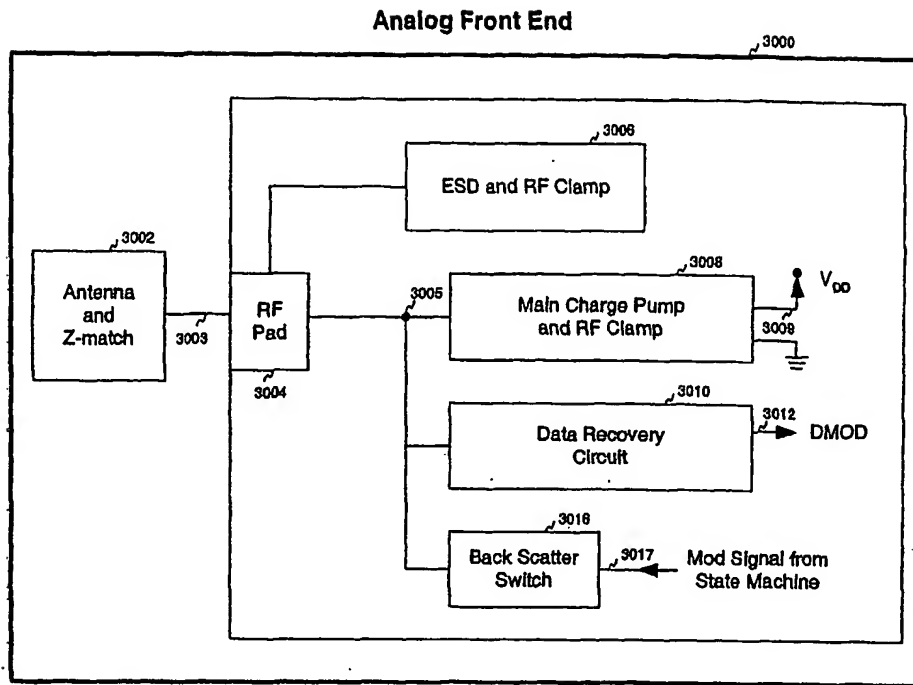 Analog Front End
3000
3006
ESD and RF Clamp
3002
Antenna
and
Z-match
3003
RF
Pad
3004
3005
3008
Main Charge Pump
and RF Clamp
VDD
3009
3010
Data Recovery
Circuit
3012
DMOD
3016
Back Scatter
Switch
3017
Mod Signal from
State Machine